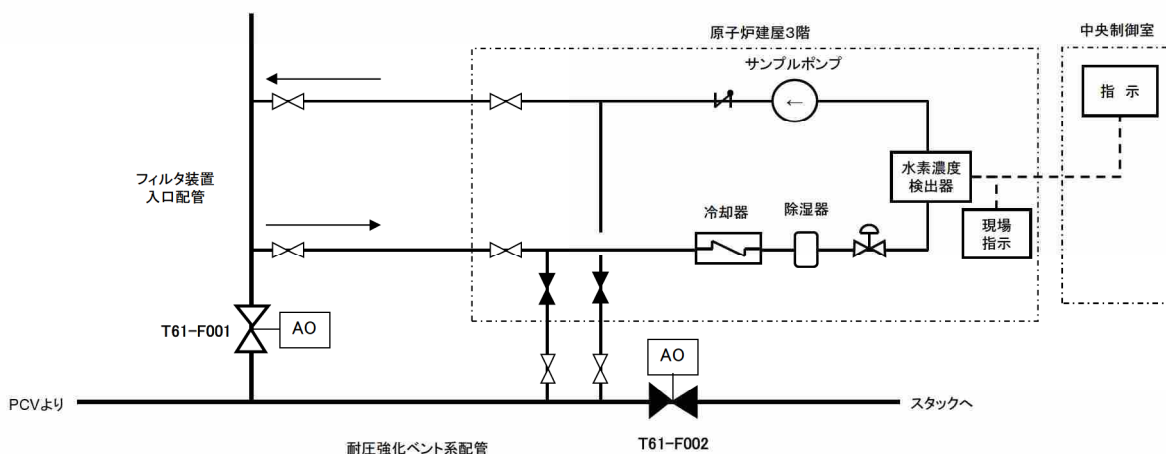 原子炉建屋3階
中央制御室
サンプルポンプ
指 示
←
水素濃度
検出器
フィルタ装置
入口配管
冷却器
除湿器
現場
指示
T61-F001
AO
AO
PCVより
スタックへ
耐圧強化ベント系配管
T61-F002